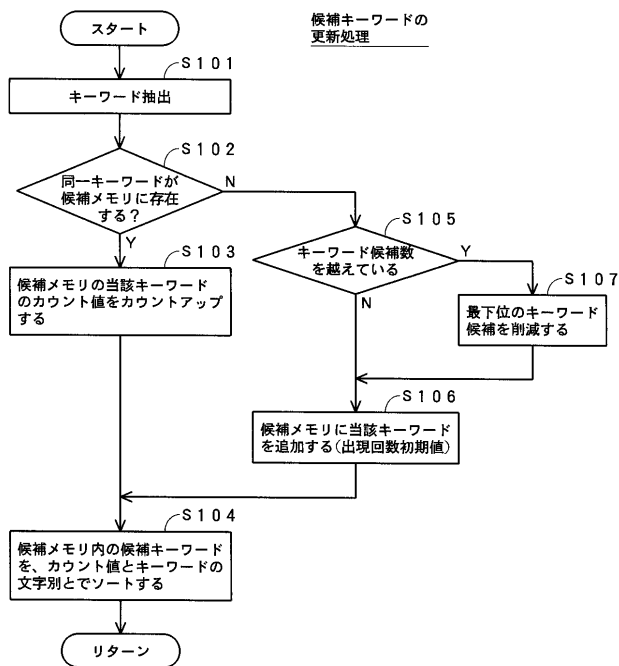 スタート
候補キーワードの
更新処理
S101
キーワード抽出
S102
同一キーワードが
候補メモリに存在
する？
N
Y
S103
候補メモリの当該キーワード
のカウント値をカウントアップ
する
S105
キーワード候補数
を越えている
Y
N
S107
最下位のキーワード
候補を削減する
S106
候補メモリに当該キーワード
を追加する(出現回数初期値)
S104
候補メモリ内の候補キーワード
を、カウント値とキーワードの
文字別とでソートする
リターン